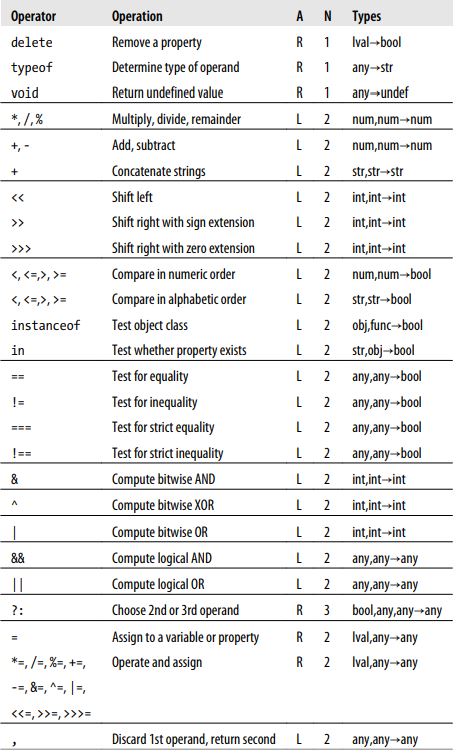 Operator Operation A N Types
delete Remove a property R 1 lval→bool
typeof Determine type of operand R 1 any→str
void Return undefined value R 1 any→undef
*, /, % Multiply, divide, remainder L 2 num,num→num
+, - Add, subtract L 2 num,num→num
+ Concatenate strings L 2 str,str→str
<< Shift left L 2 int,int→int
>> Shift right with sign extension L 2 int,int→int
>>> Shift right with zero extension L 2 int,int→int
<, <=,>, >= Compare in numeric order L 2 num,num→bool
<, <=,>, >= Compare in alphabetic order L 2 str,str→bool
instanceof Test object class L 2 obj,func→bool
in Test whether property exists L 2 str,obj→bool
== Test for equality L 2 any,any→bool
!= Test for inequality L 2 any,any→bool
=== Test for strict equality L 2 any,any→bool
!== Test for strict inequality L 2 any,any→bool
& Compute bitwise AND L 2 int,int→int
^ Compute bitwise XOR L 2 int,int→int
| Compute bitwise OR L 2 int,int→int
&& Compute logical AND L 2 any,any→any
|| Compute logical OR L 2 any,any→any
?: Choose 2nd or 3rd operand R 3 bool,any,any→any
= Assign to a variable or property R 2 lval,any→any
*=, /=, %=, +=, Operate and assign R 2 lval,any→any
-=, &=, ^=, |=,
<<=, >>=, >>>=
, Discard 1st operand, return second L 2 any,any→any